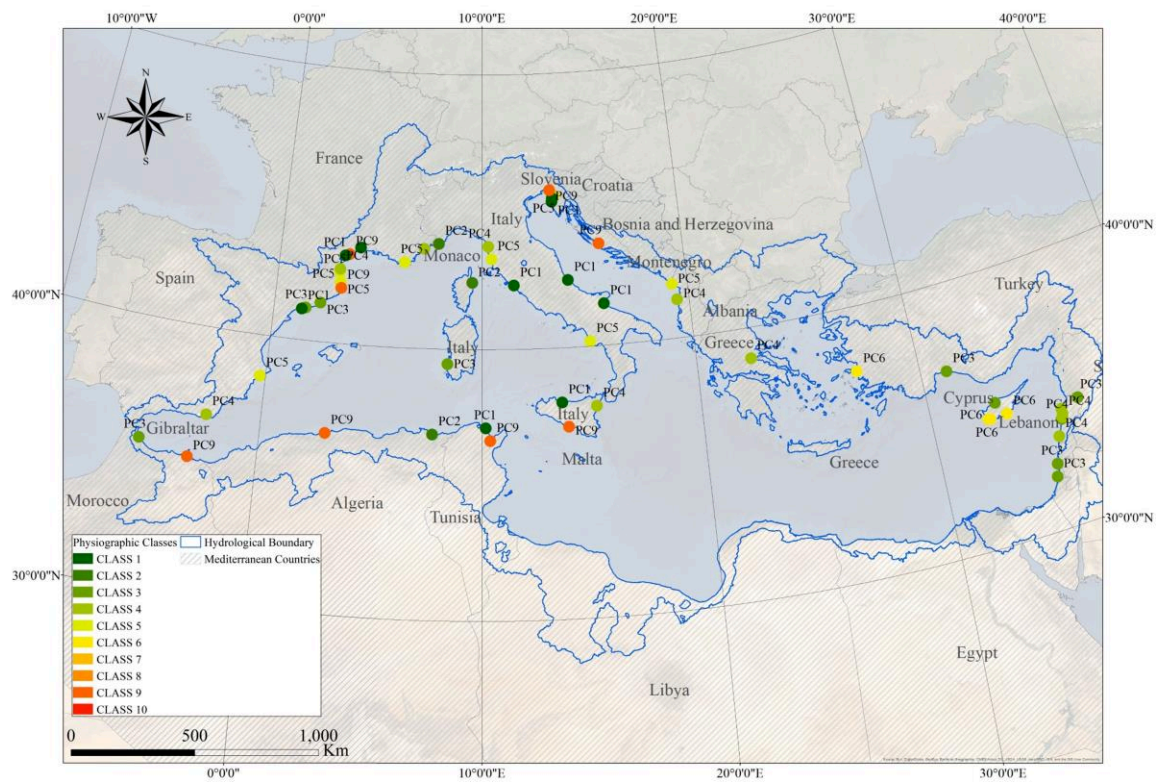 10°0'0"W 0°0'0" 10°0'0"E 20°0'0"E 30°0'0"E 40°0'0"E
N
W E
S
France
Slovenia
Croatia
PC9
PC3
Italy
Bosnia and Herzegovina
PC9
PC1
PC9
PC4
PC2
PC4
PC5
PC5
Monaco
PC5
PC9
PC5
PC2
PC1
PC1
Montenegro
PC5
40°0'0"N
Spain
PC3
PC1
PC3
PC1
PC4
Albania
Turkey
40°0'0"N
Greece
PC4
PC5
Italy
PC3
PC6
PC3
PC5
PC3
PC4
Gibraltar
PC3
PC1
PC4
Italy
PC9
Cyprus
PC6
PC6
PC6
PC4
PC4
PC4
Lebanon
PC9
PC9
PC2
PC1
PC9
Malta
Greece
PC3
PC3
Morocco
Algeria
Tunisia
30°0'0"N
30°0'0"N
Physiographic Classes
Hydrological Boundary
CLASS 1
Mediterranean Countries
CLASS 2
CLASS 3
CLASS 4
CLASS 5
CLASS 6
CLASS 7
CLASS 8
CLASS 9
CLASS 10
Libya
Egypt
0 500 1,000
Km
0°0'0" 10°0'0"E 20°0'0"E 30°0'0"E